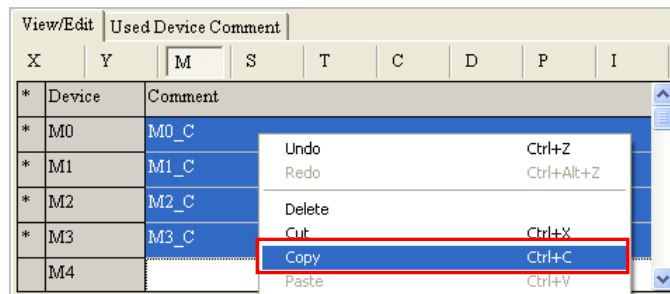 View/Edit Used Device Comment
X Y M S T C D P I
* Device Comment
* M0 M0_C
Undo Ctrl+Z
* M1 M1_C
Redo Ctrl+Alt+Z
* M2 M2_C
Delete
* M3 M3_C
Cut Ctrl+X
Copy Ctrl+C
M4
Paste Ctrl+V